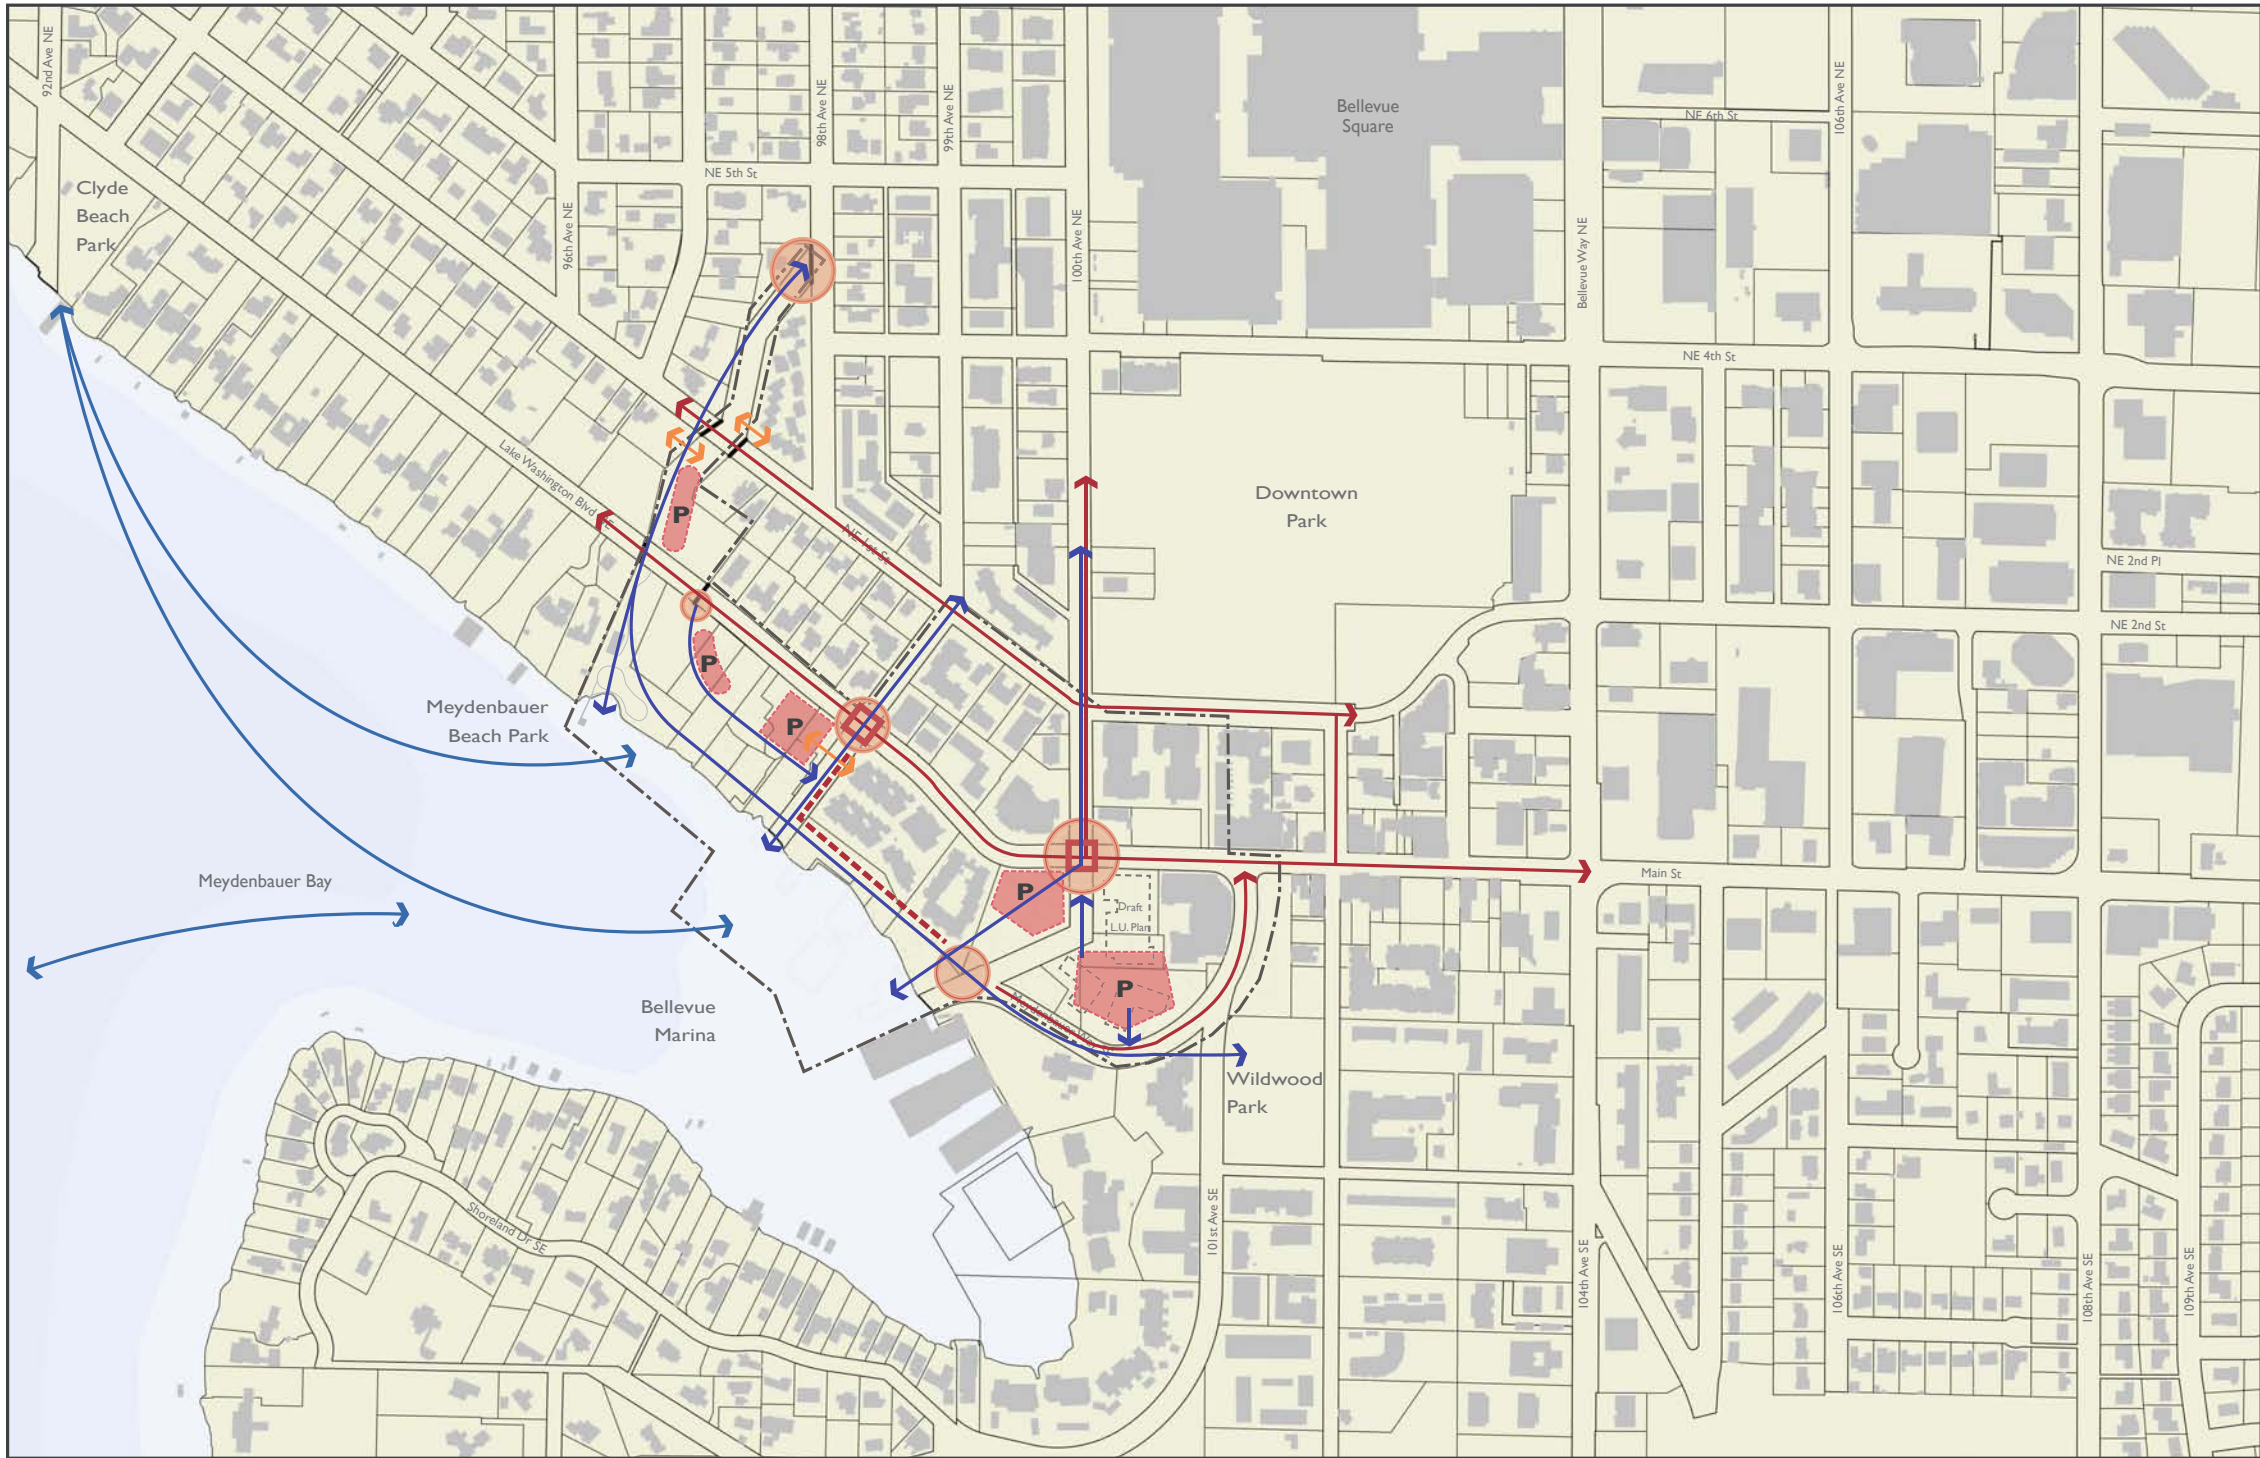 92nd Ave NE
98th Ave NE
99th Ave NE
106th Ave NE
Bellevue
Square
NE 6th St
Clyde
Beach
Park
NE 5th St
96th Ave NE
100th Ave NE
Bellevue Way NE
NE 4th St
Lake Washington Blvd NE
P
Downtown
Park
NE 1st St
NE 2nd Pl
NE 2nd St
P
Meydenbauer
Beach Park
P
Meydenbauer Bay
Main St
P
Draft
L.U. Plan
P
Bellevue
Marina
Meydenbauer Way
Wildwood
Park
Shoreland Dr SE
101st Ave SE
104th Ave SE
106th Ave SE
108th Ave SE
109th Ave SE